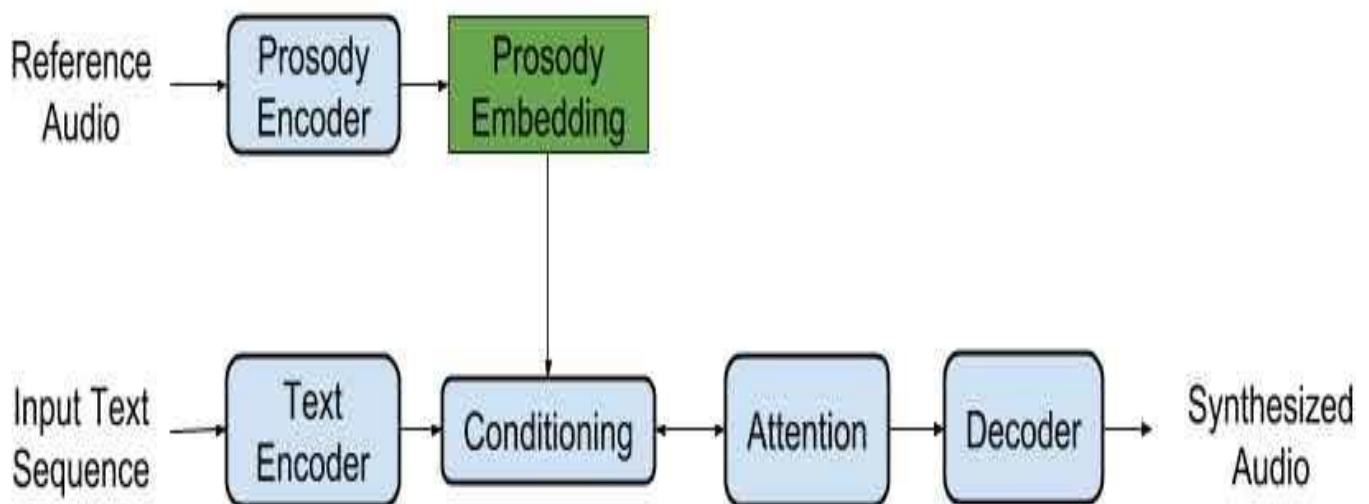 Reference
Audio
Prosody
Encoder
Prosody
Embedding
Input Text
Sequence
Text
Encoder
Conditioning
Attention
Decoder
Synthesized
Audio